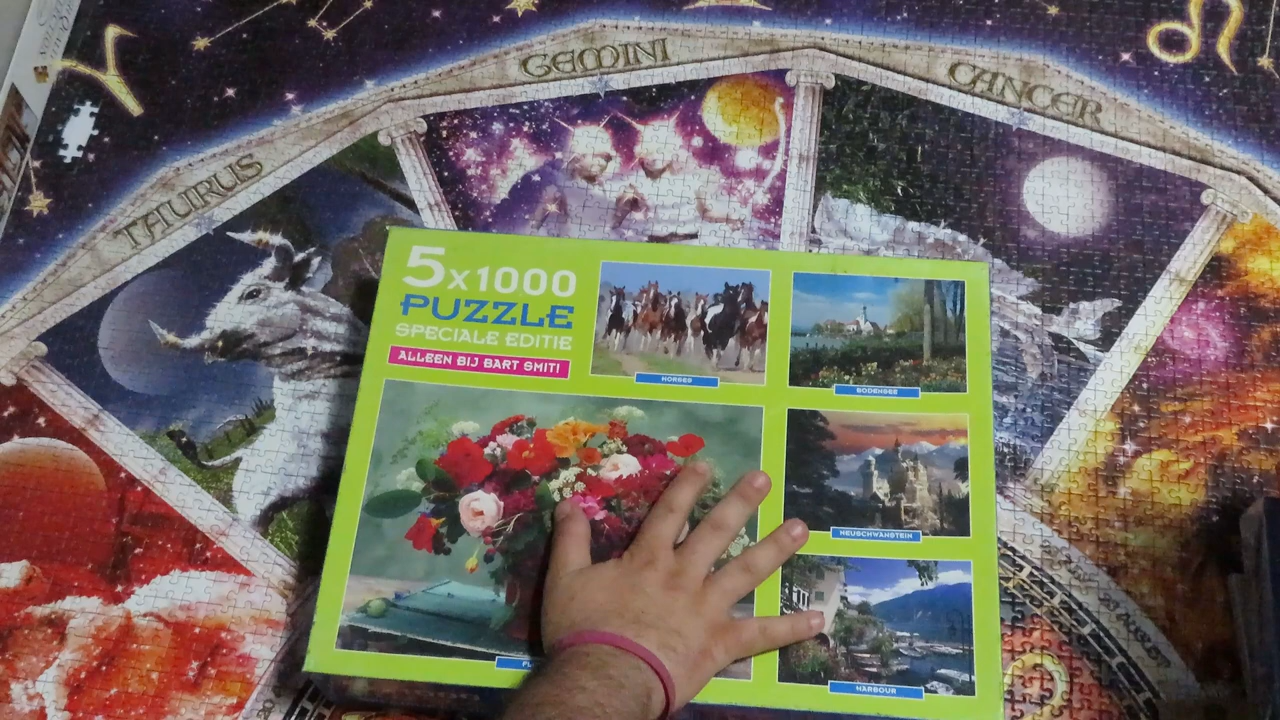 TAURUS
GEMINI
CANCER
5x1000
PUZZLE
SPECIALE EDITIE
ALLEEN BIJ BART SMIT!
HORSES
BODENSEE
NEUSCHWANSTEIN
HARBOUR